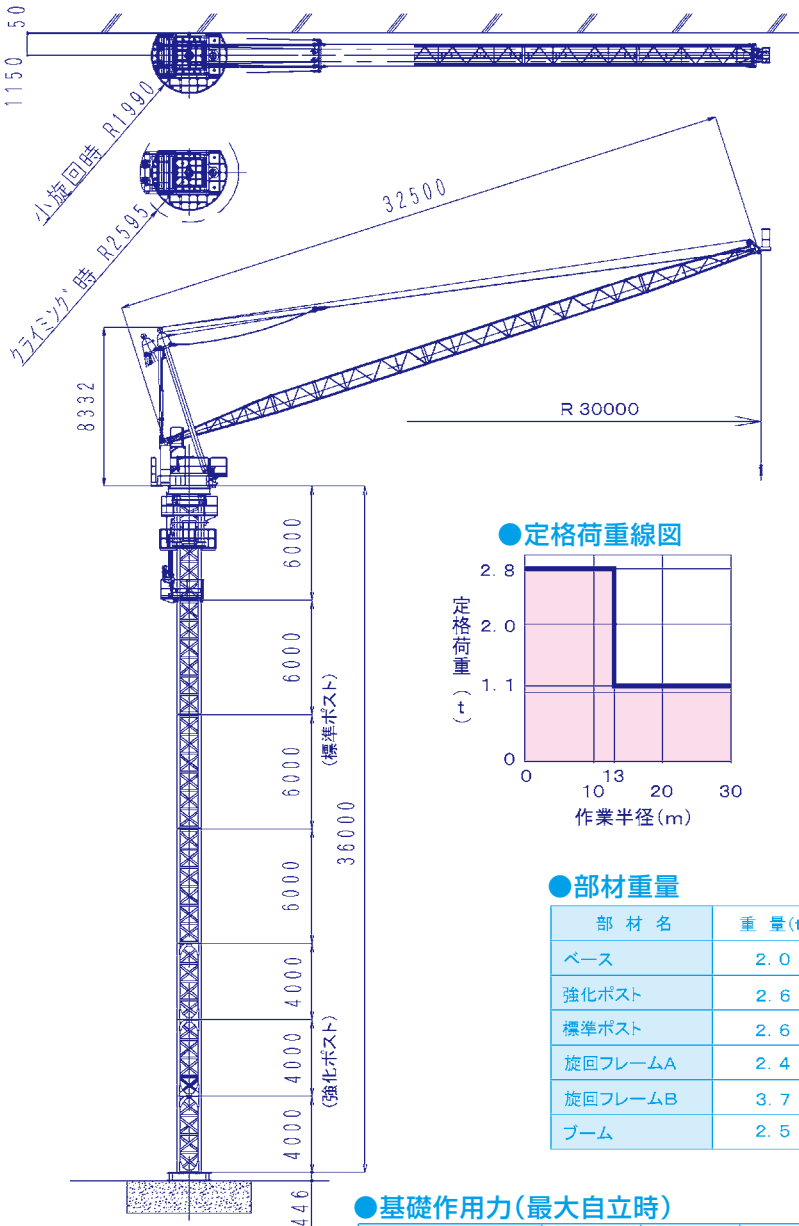 50
1150
小旋回時 R1990
クライミング時 R2595
32500
8332
R 30000
6000
6000
6000
6000
4000
4000
4000
(標準ポスト)
(強化ポスト)
36000
446
●定格荷重線図
定格荷重(t)
2.8
2.0
1.1
0
0 10 13 20 30
作業半径(m)
●部材重量
部材名 重量(t
ベース 2.0
強化ポスト 2.6
標準ポスト 2.6
旋回フレームA 2.4
旋回フレームB 3.7
ブーム 2.5
●基礎作用力(最大自立時)